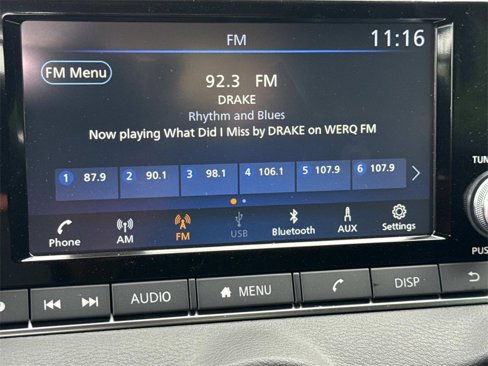 FM
11:16
FM Menu
92.3 FM
DRAKE
Rhythm and Blues
Now playing What Did I Miss by DRAKE on WERQ FM
1 87.9 2 90.1 3 98.1 4 106.1 5 107.9 6 107.9
Phone AM FM USB Bluetooth AUX Settings
AUDIO MENU DISP